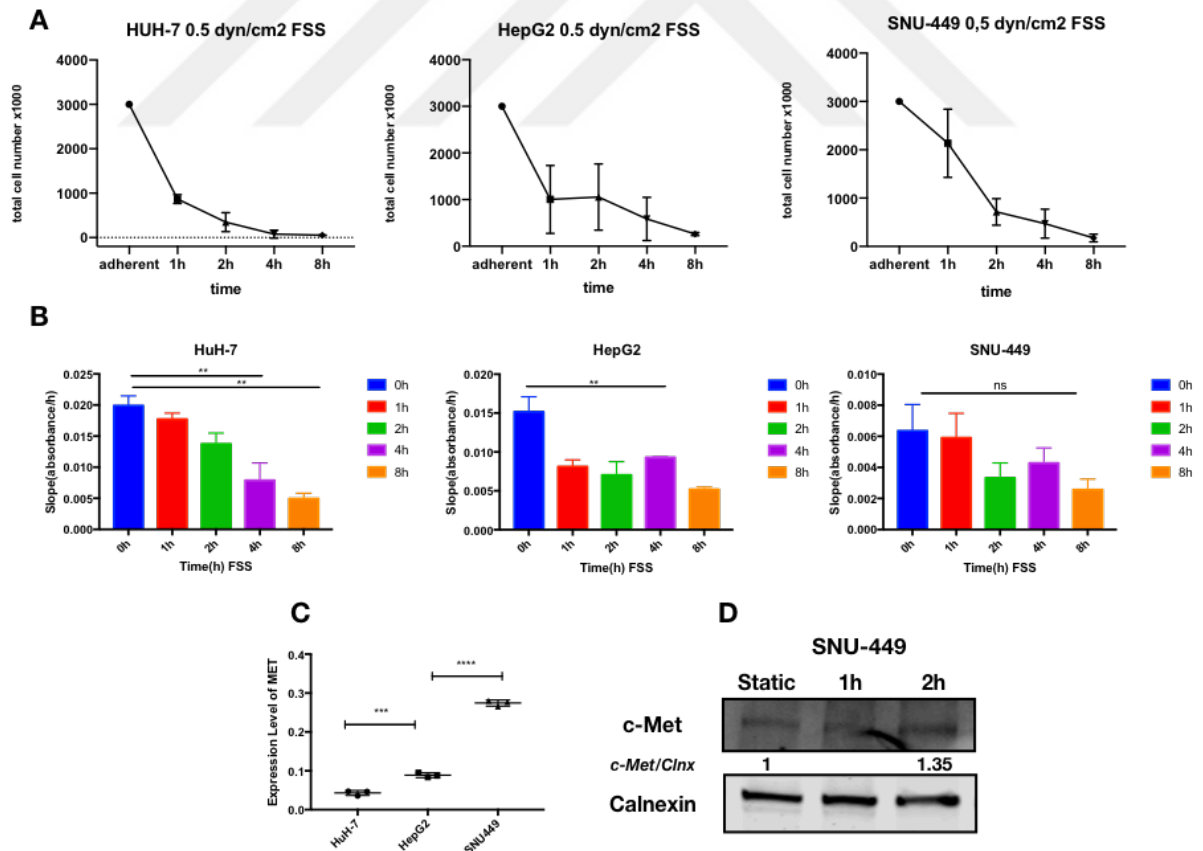 A
HUH-7 0.5 dyn/cm2 FSS
total cell number x1000
4000
3000
2000
1000
0
adherent 1h 2h 4h 8h
time
HepG2 0.5 dyn/cm2 FSS
total cell number x1000
4000
3000
2000
1000
0
adherent 1h 2h 4h 8h
time
SNU-449 0,5 dyn/cm2 FSS
total cell number x1000
4000
3000
2000
1000
0
adherent 1h 2h 4h 8h
time
B
HuH-7
Slope(absorbance/h)
0.025
0.020
0.015
0.010
0.005
0.000
**
**
0h 1h 2h 4h 8h
Time(h) FSS
0h
1h
2h
4h
8h
HepG2
Slope(absorbance/h)
0.020
0.015
0.010
0.005
0.000
**
0h 1h 2h 4h 8h
Time(h) FSS
0h
1h
2h
4h
8h
SNU-449
Slope(absorbance/h)
0.010
0.008
0.006
0.004
0.002
0.000
ns
0h 1h 2h 4h 8h
Time(h) FSS
0h
1h
2h
4h
8h
C
Expression Level of MET
0.4
0.3
0.2
0.1
0.0
***
****
HuH-7 HepG2 SNU449
D
SNU-449
Static 1h 2h
c-Met
c-Met/Clnx 1 1.35
Calnexin